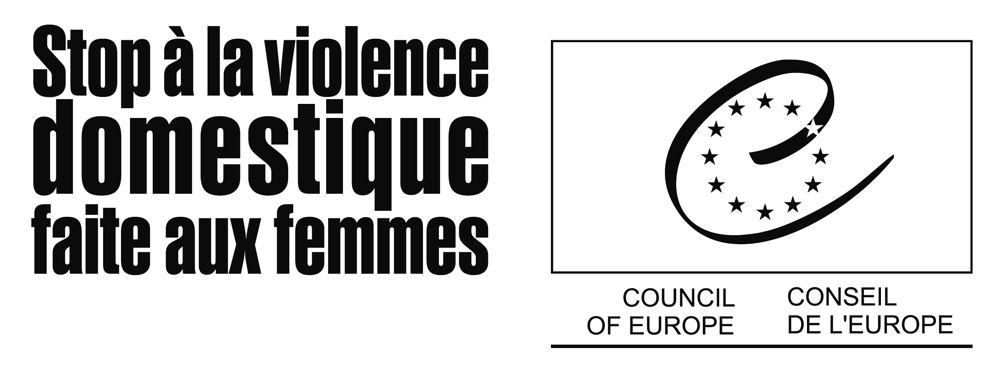 Stop à la violence
domestique
faite aux femmes
COUNCIL
OF EUROPE
CONSEIL
DE L'EUROPE